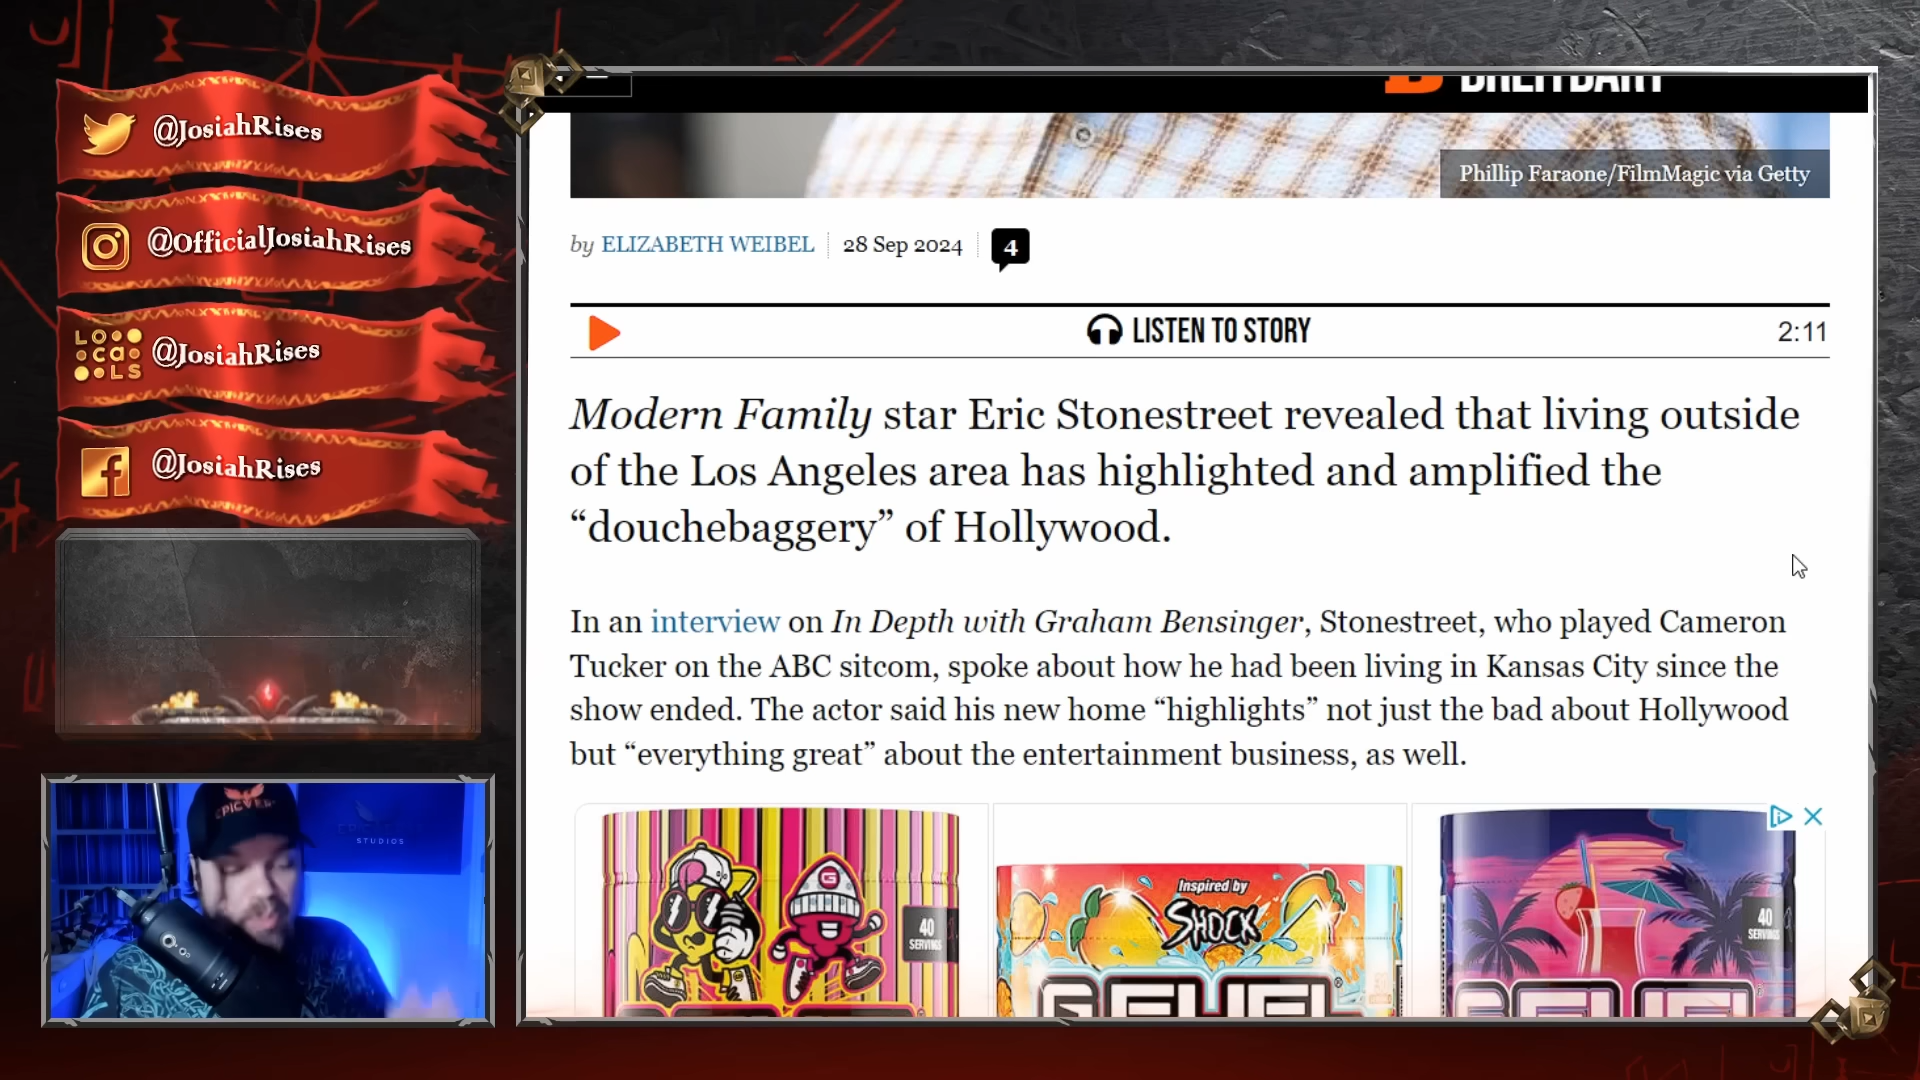 @JosiahRises
@OfficialJosiahRises
LOCALS
@JosiahRises
@JosiahRises
STUDIOS
BREITBART
Phillip Faraone/FilmMagic via Getty
by ELIZABETH WEIBEL 28 Sep 2024 4
LISTEN TO STORY 2:11
Modern Family star Eric Stonestreet revealed that living outside
of the Los Angeles area has highlighted and amplified the
“douchebaggery” of Hollywood.
In an interview on In Depth with Graham Bensinger, Stonestreet, who played Cameron
Tucker on the ABC sitcom, spoke about how he had been living in Kansas City since the
show ended. The actor said his new home “highlights” not just the bad about Hollywood
but “everything great” about the entertainment business, as well.
G
40
SERVINGS
Inspired by
SHOCK
G FUEL
40
SERVINGS